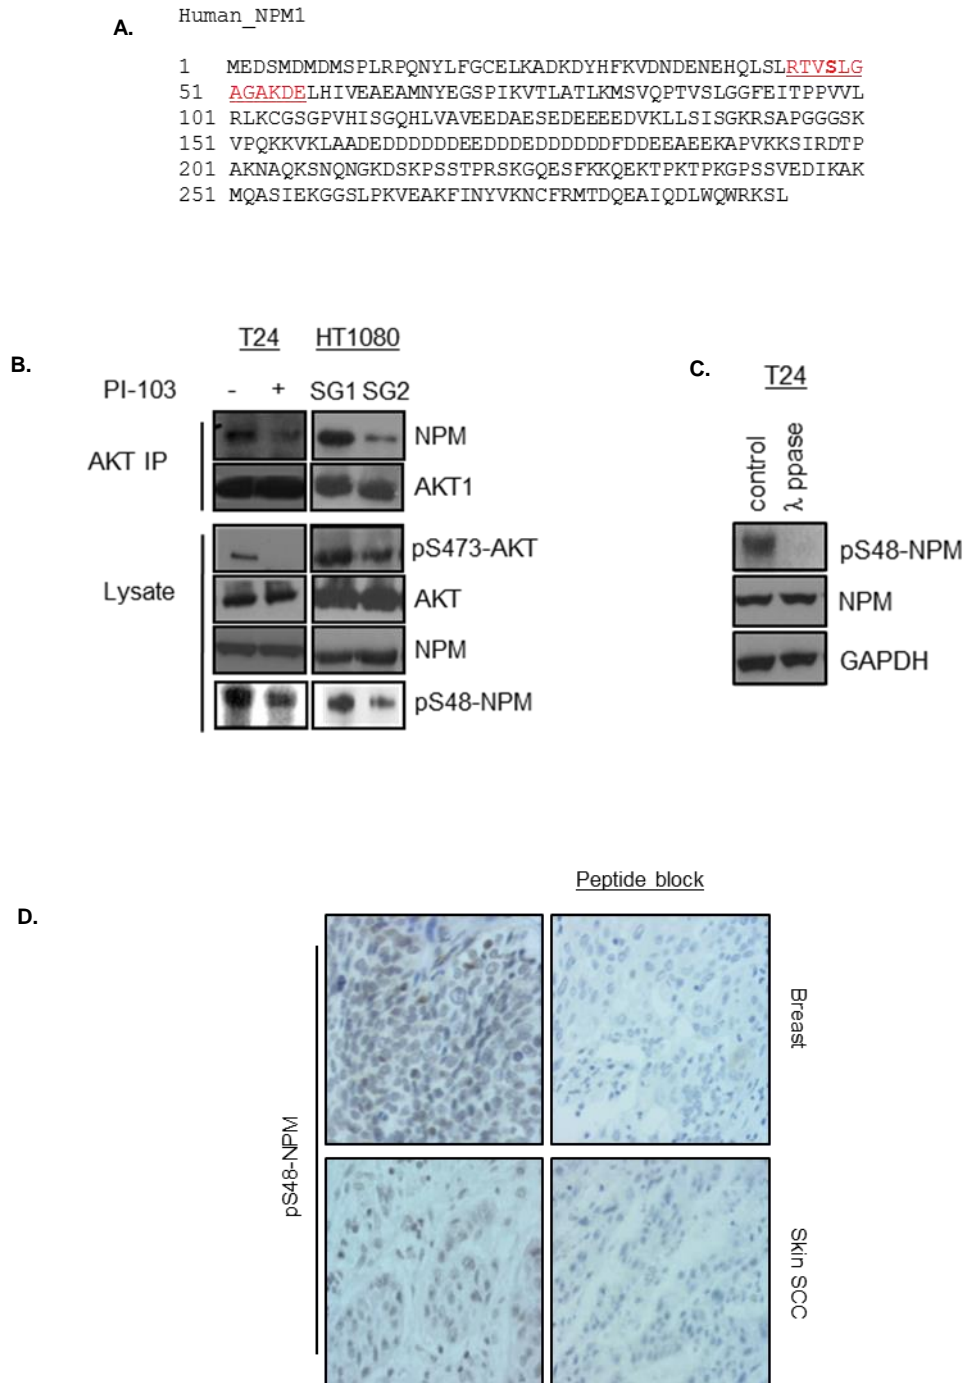 A.
Human_NPM1
1 MEDSMDMDMSPLRPQNYLFGCELKADKDYHFKVDNDENEHQLSLRTVSLG
51 AGAKDELHIVEAEAMNYEGSPIKVTLATLKMSVQPTVSLGGFEITPPVVL
101 RLKCGSGPVHISGQHLVAVEEDAESEDEEEEDVKLLSISGKRSAPGGGSK
151 VPQKKVKLAADEDDDDDDEEDDDEDDDDDDFDDEEAEEKAPVKKSIRDTP
201 AKNAQKSNQNGKDSKPSSTPRSKGQESFKKQEKTPKTPKGPSSVEDIKAK
251 MQASIEKGGSLPKVEAKFINYVKNCFRMTDQEAIQDLWQWRKSL
B.
T24 HT1080
PI-103 - + SG1 SG2
AKT IP
NPM
AKT1
Lysate
pS473-AKT
AKT
NPM
pS48-NPM
C.
T24
control
λ ppase
pS48-NPM
NPM
GAPDH
D.
Peptide block
pS48-NPM
Breast
Skin SCC